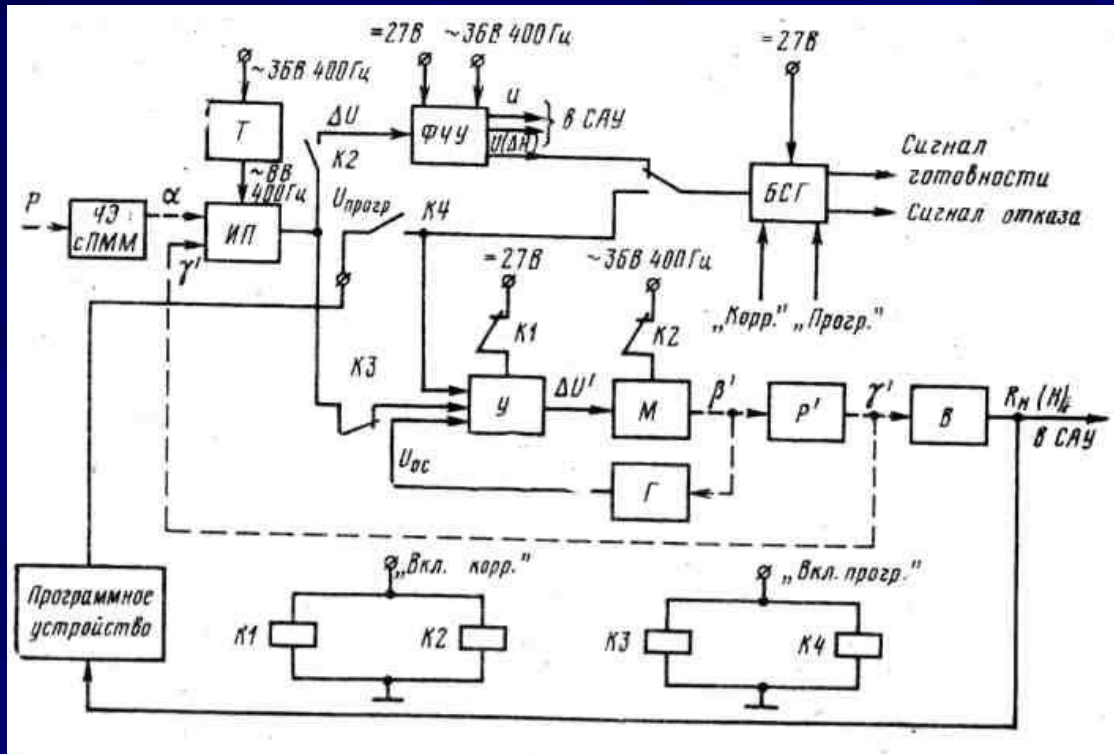 =27В ~36В 400Гц
=27В
~36В 400Гц
Т
ΔU
ФЧУ
U
U(ΔH)
в САУ
К2
~8В
400Гц
Uпрогр
К4
БСГ
Сигнал
готовности
Сигнал отказа
P
ЧЭ
с ПММ
α
ИП
γ'
=27В
~36В 400Гц
„Корр.” „Прогр.”
К1
К2
К3
У
ΔU'
М
β'
Р'
γ'
В
Rн (H)
в САУ
Uос
Г
Программное
устройство
„Вкл. корр.”
„Вкл. прогр.”
К1
К2
К3
К4